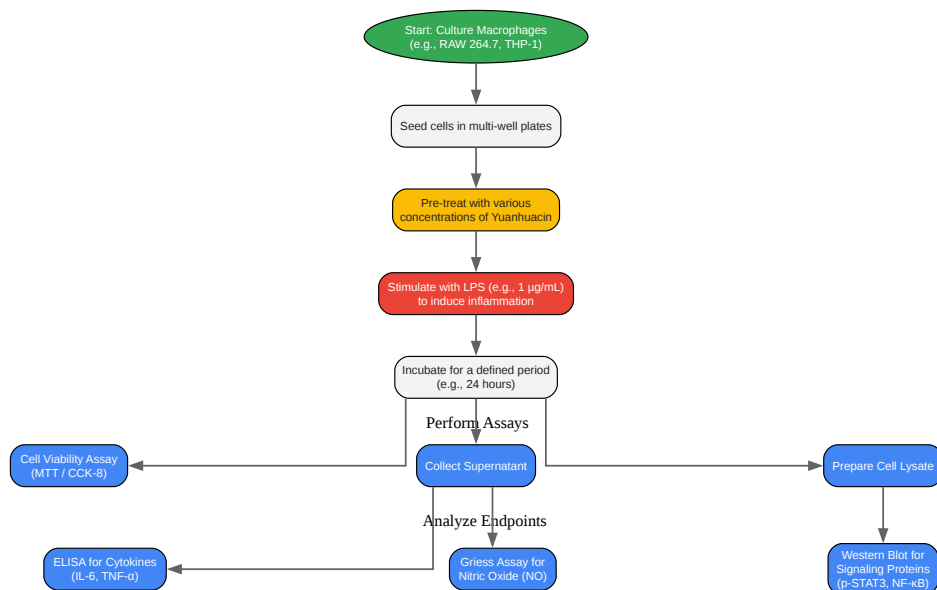 Start: Culture Macrophages
(e.g., RAW 264.7, THP-1)
Seed cells in multi-well plates
Pre-treat with various
concentrations of Yuanhuacin
Stimulate with LPS (e.g., 1 μg/mL)
to induce inflammation
Incubate for a defined period
(e.g., 24 hours)
Perform Assays
Cell Viability Assay
(MTT / CCK-8)
Collect Supernatant
Prepare Cell Lysate
Analyze Endpoints
ELISA for Cytokines
(IL-6, TNF-α)
Griess Assay for
Nitric Oxide (NO)
Western Blot for
Signaling Proteins
(p-STAT3, NF-κB)